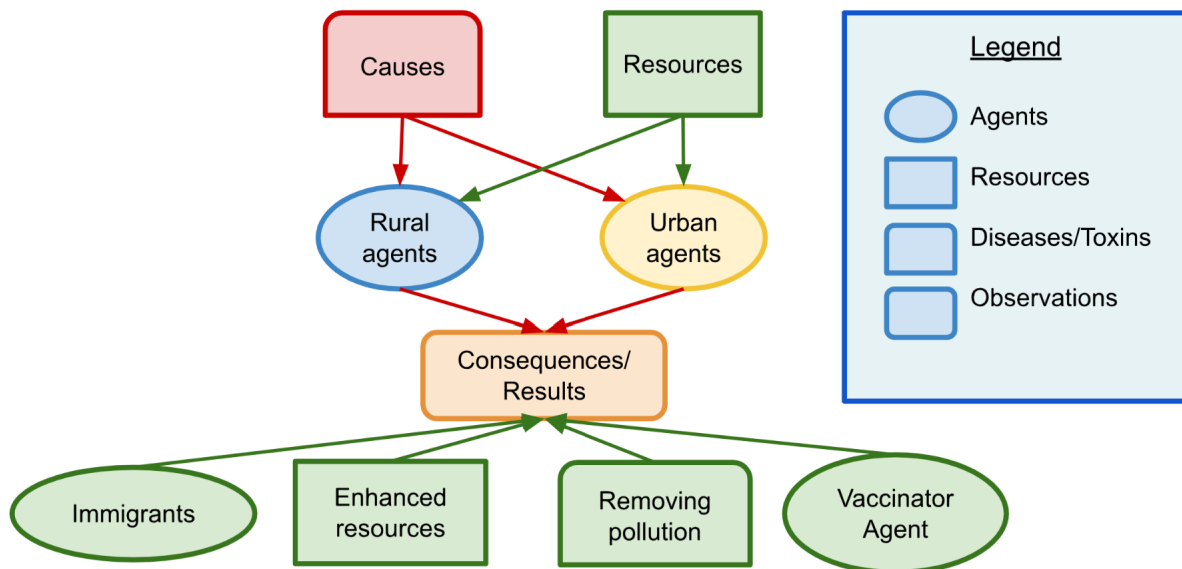 Causes
Resources
Rural
agents
Urban
agents
Consequences/
Results
Immigrants
Enhanced
resources
Removing
pollution
Vaccinator
Agent
Legend
Agents
Resources
Diseases/Toxins
Observations